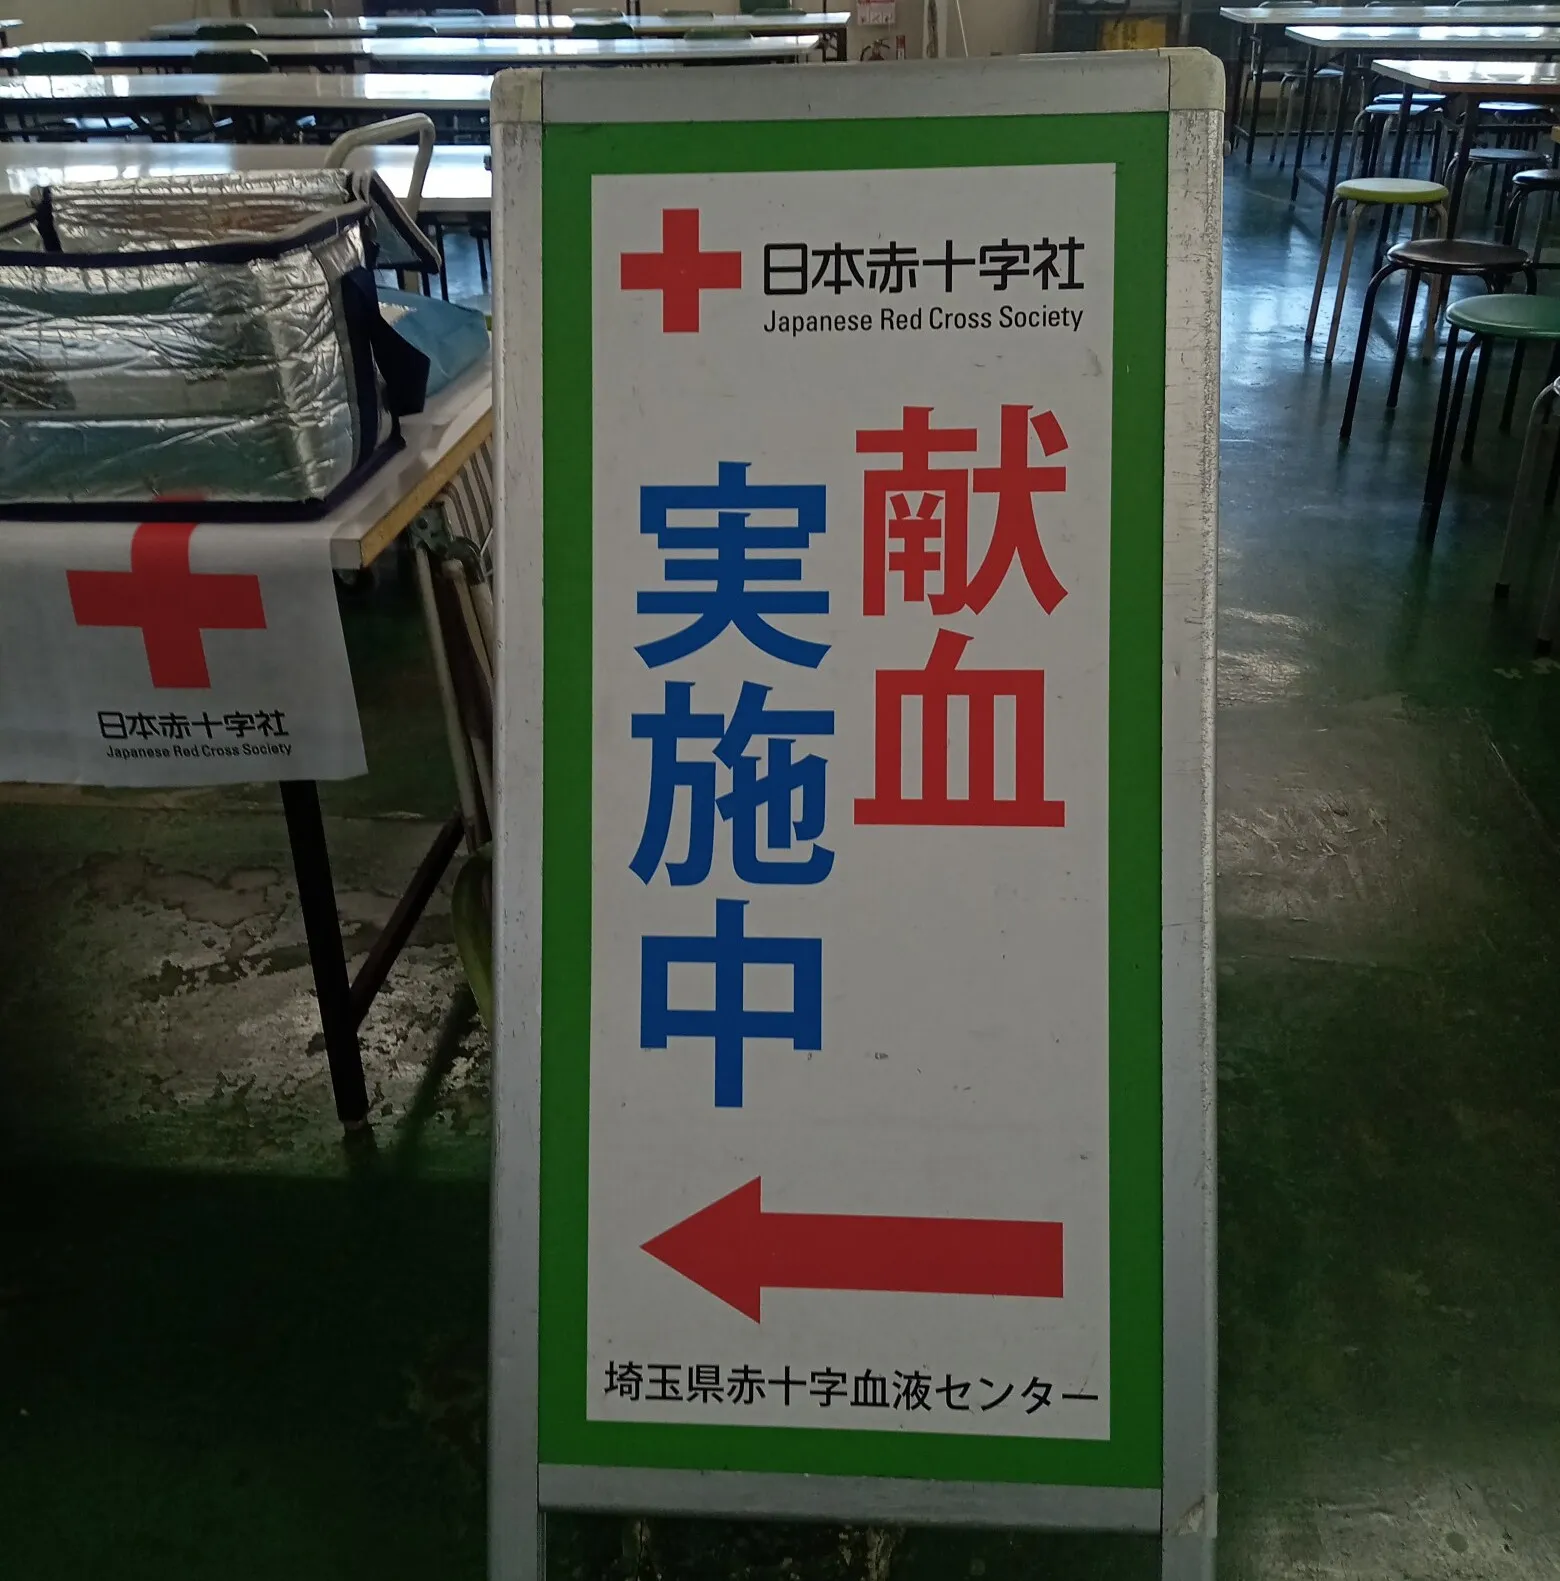 日本赤十字社
Japanese Red Cross Society
献血
実施中
埼玉県赤十字血液センター
日本赤十字社
Japanese Red Cross Society